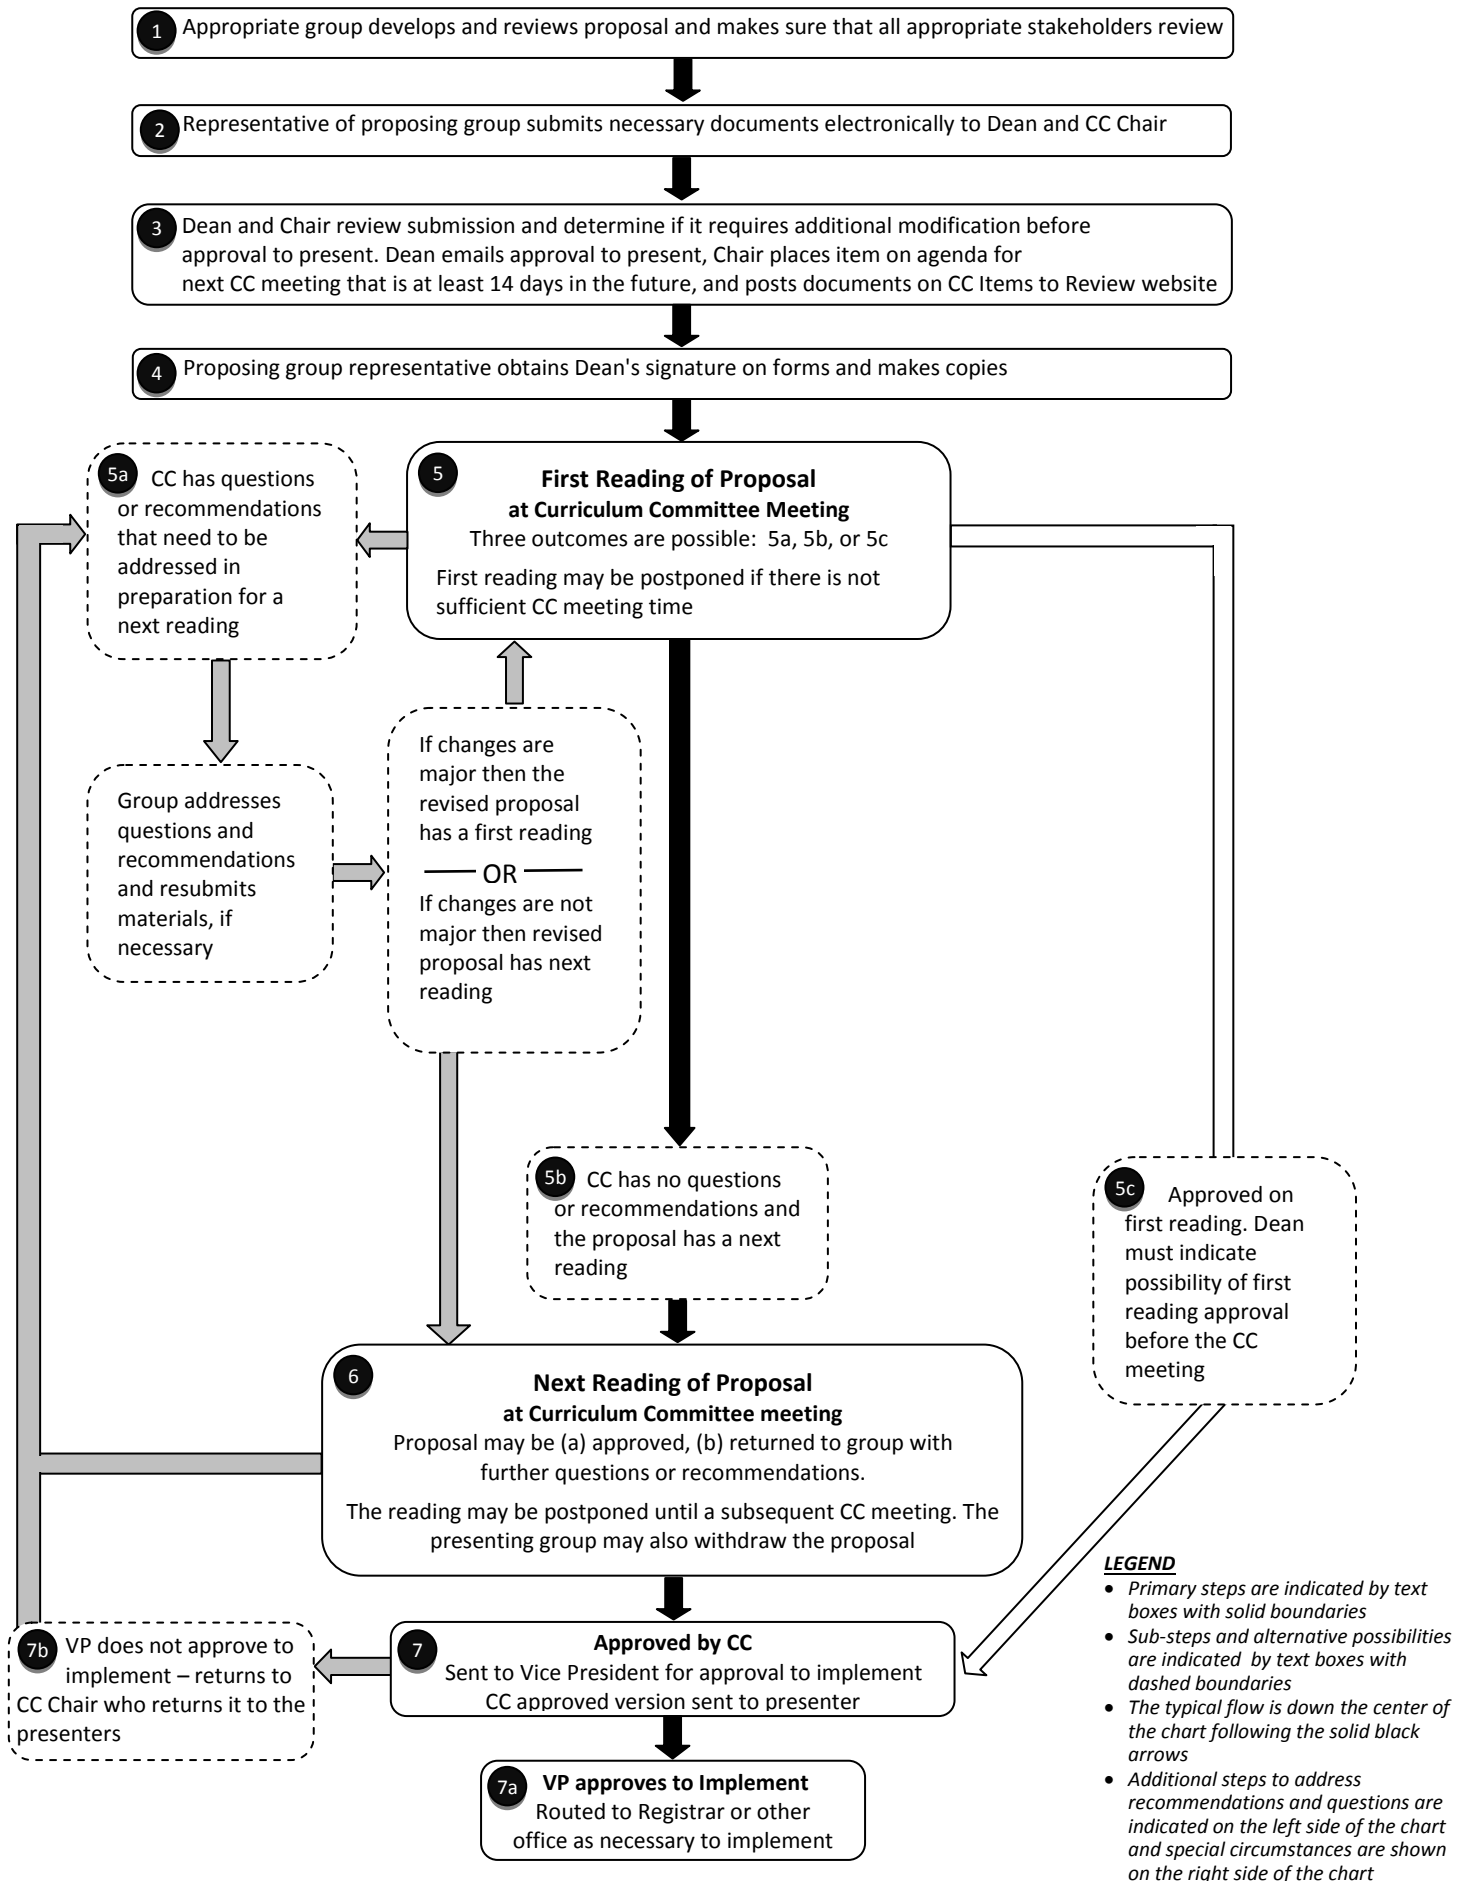 1 Appropriate group develops and reviews proposal and makes sure that all appropriate stakeholders review
2 Representative of proposing group submits necessary documents electronically to Dean and CC Chair
3 Dean and Chair review submission and determine if it requires additional modification before
approval to present. Dean emails approval to present, Chair places item on agenda for
next CC meeting that is at least 14 days in the future, and posts documents on CC Items to Review website
4 Proposing group representative obtains Dean's signature on forms and makes copies
5a CC has questions
or recommendations
that need to be
addressed in
preparation for a
next reading
5 First Reading of Proposal
at Curriculum Committee Meeting
Three outcomes are possible: 5a, 5b, or 5c
First reading may be postponed if there is not
sufficient CC meeting time
Group addresses
questions and
recommendations
and resubmits
materials, if
necessary
If changes are
major then the
revised proposal
has a first reading
OR
If changes are not
major then revised
proposal has next
reading
5b CC has no questions
or recommendations and
the proposal has a next
reading
5c Approved on
first reading. Dean
must indicate
possibility of first
reading approval
before the CC
meeting
6 Next Reading of Proposal
at Curriculum Committee meeting
Proposal may be (a) approved, (b) returned to group with
further questions or recommendations.
The reading may be postponed until a subsequent CC meeting. The
presenting group may also withdraw the proposal
7b VP does not approve to
implement – returns to
CC Chair who returns it to the
presenters
7 Approved by CC
Sent to Vice President for approval to implement
CC approved version sent to presenter
7a VP approves to Implement
Routed to Registrar or other
office as necessary to implement
LEGEND
• Primary steps are indicated by text
boxes with solid boundaries
• Sub-steps and alternative possibilities
are indicated by text boxes with
dashed boundaries
• The typical flow is down the center of
the chart following the solid black
arrows
• Additional steps to address
recommendations and questions are
indicated on the left side of the chart
and special circumstances are shown
on the right side of the chart